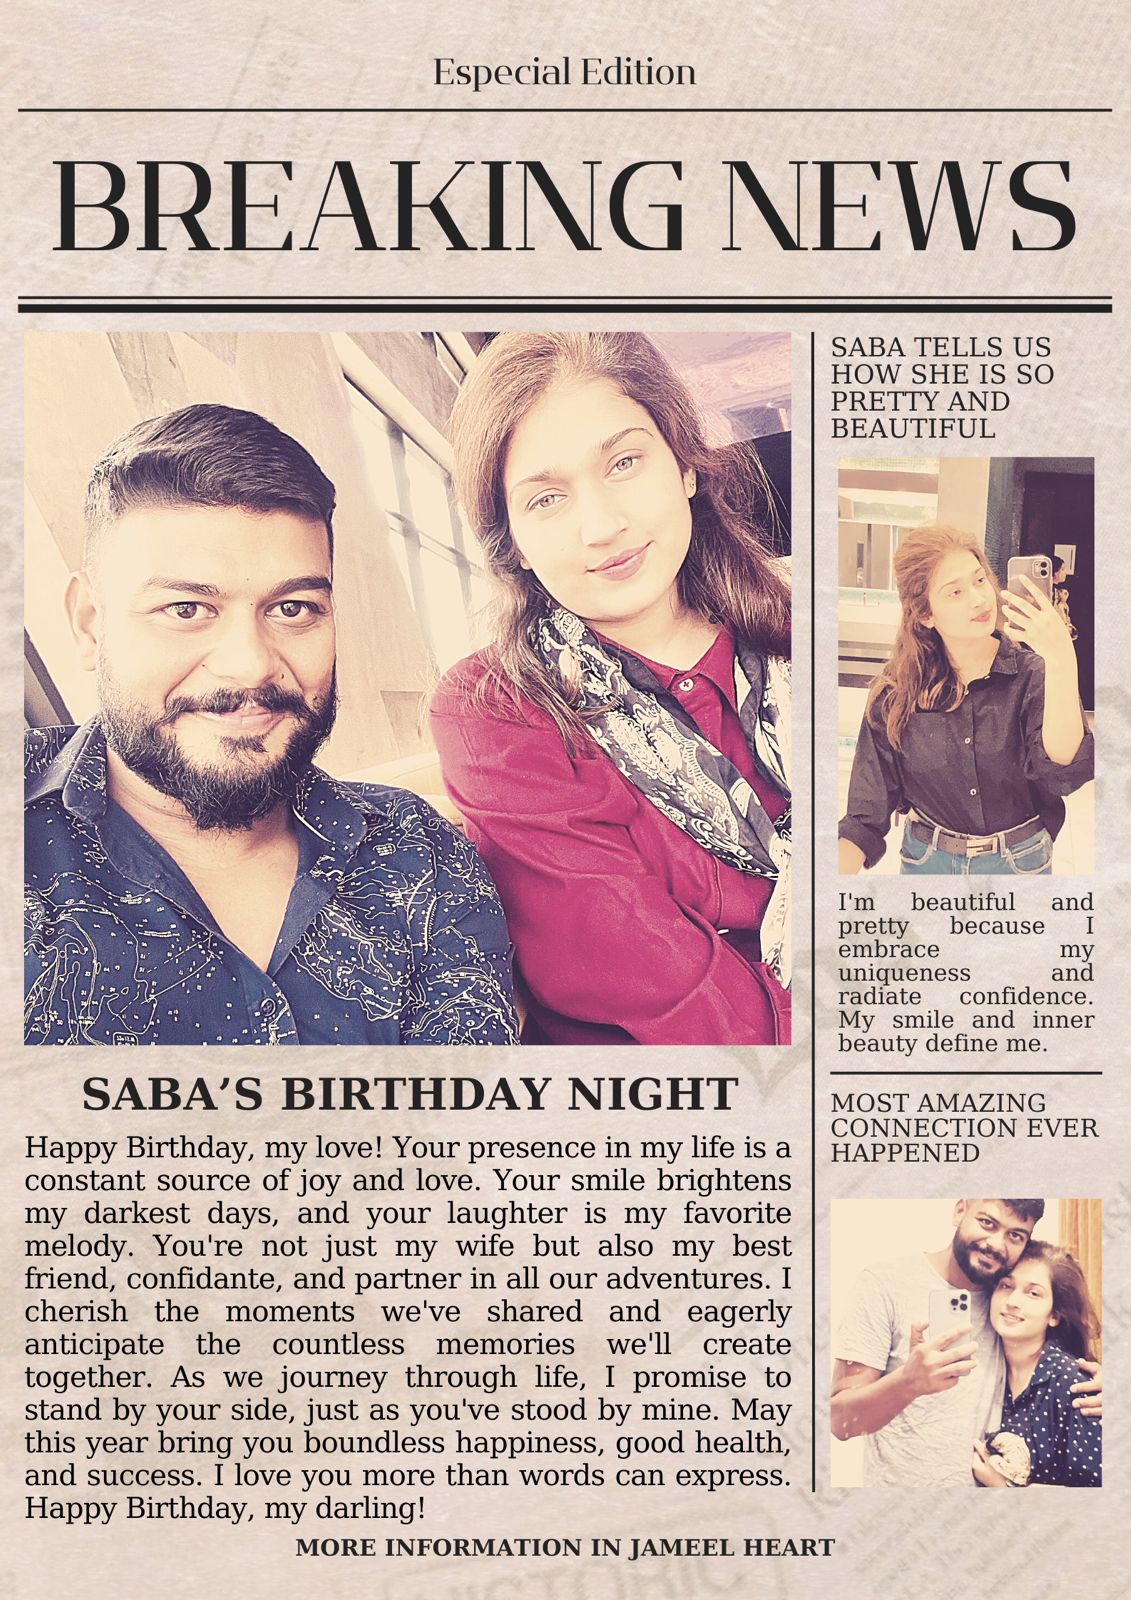 Especial Edition
BREAKING NEWS
SABA’S BIRTHDAY NIGHT
Happy Birthday, my love! Your presence in my life is a
constant source of joy and love. Your smile brightens
my darkest days, and your laughter is my favorite
melody. You're not just my wife but also my best
friend, confidante, and partner in all our adventures. I
cherish the moments we've shared and eagerly
anticipate the countless memories we'll create
together. As we journey through life, I promise to
stand by your side, just as you've stood by mine. May
this year bring you boundless happiness, good health,
and success. I love you more than words can express.
Happy Birthday, my darling!
SABA TELLS US
HOW SHE IS SO
PRETTY AND
BEAUTIFUL
I'm beautiful and
pretty because I
embrace my
uniqueness and
radiate confidence.
My smile and inner
beauty define me.
MOST AMAZING
CONNECTION EVER
HAPPENED
MORE INFORMATION IN JAMEEL HEART